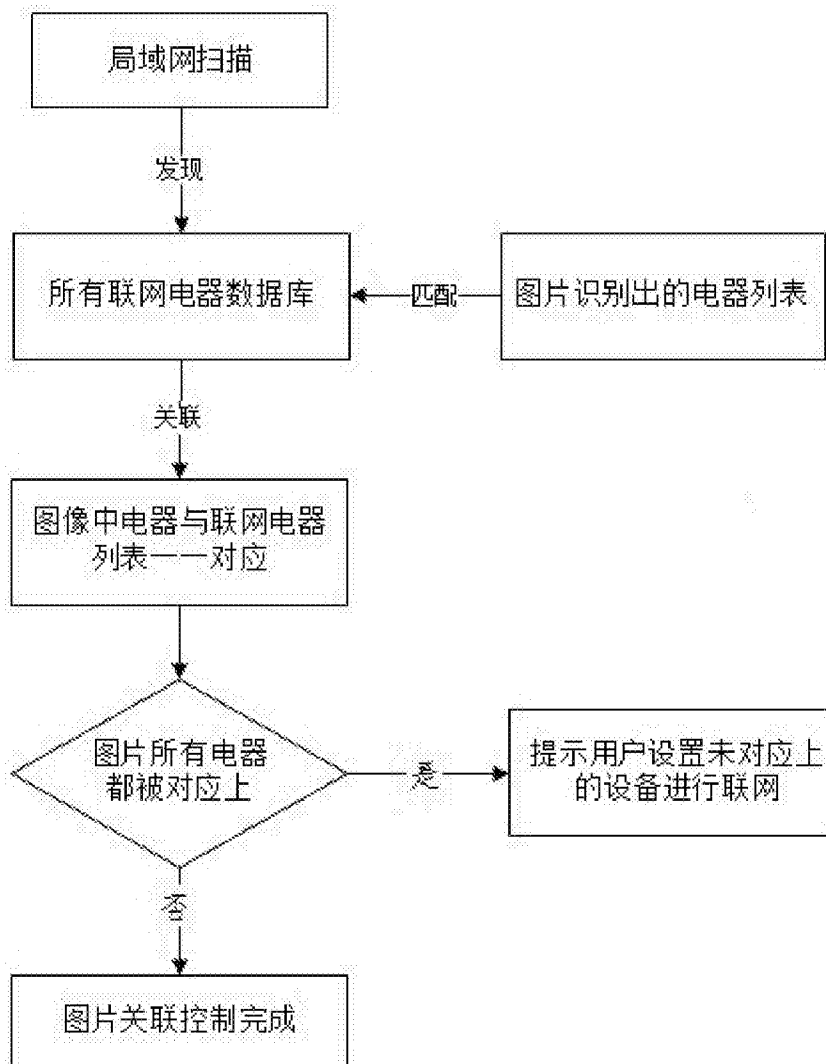 局域网扫描
发现
所有联网电器数据库
匹配
图片识别出的电器列表
关联
图像中电器与联网电器
列表一一对应
图片所有电器
都被对应上
是
提示用户设置未对应上
的设备进行联网
否
图片关联控制完成